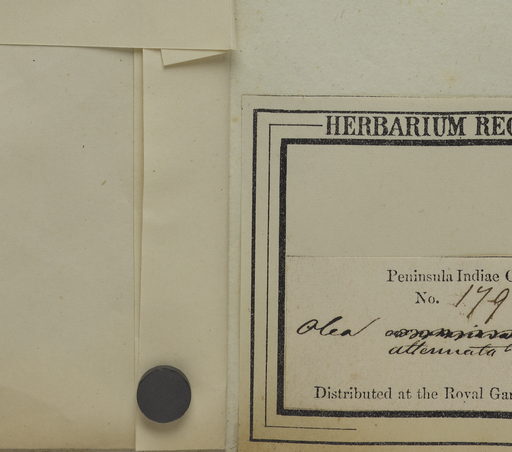 HERBARIUM REG
Peninsula Indiae O
No. 179
Olea
attenuata
Distributed at the Royal Gar